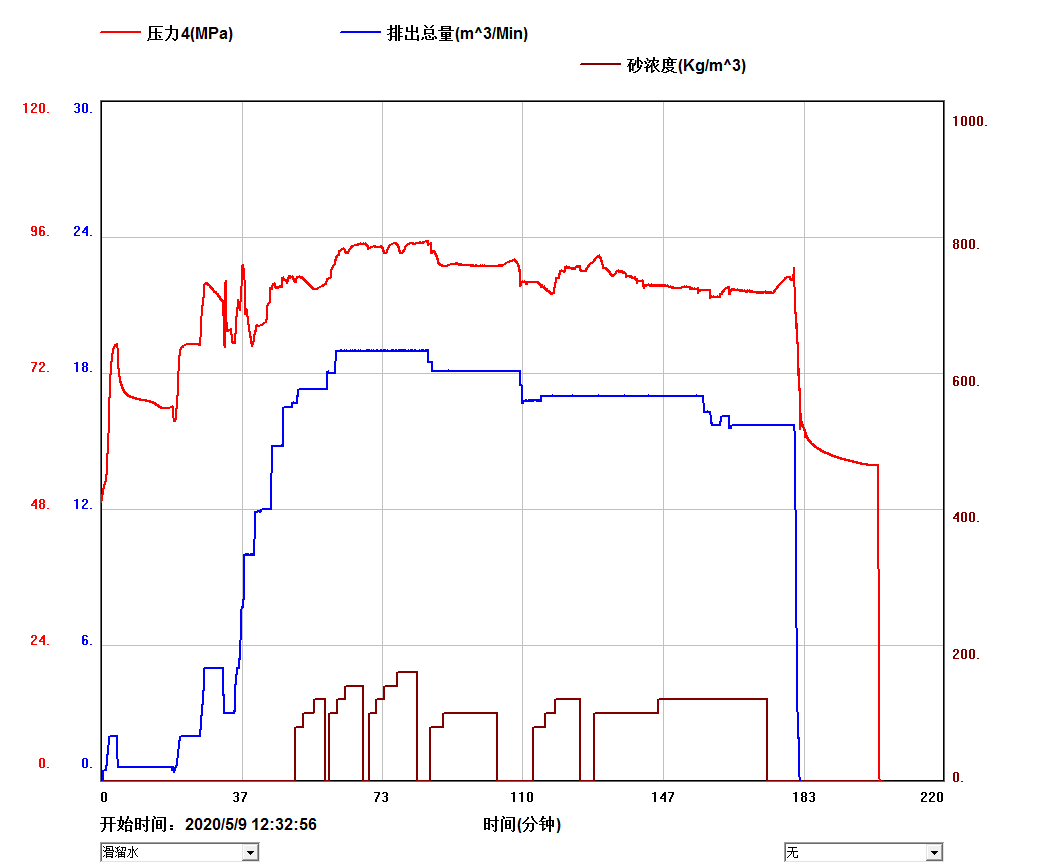 压力4(MPa) 排出总量(m^3/Min)
砂浓度(Kg/m^3)
120. 30. 1000.
96. 24. 800.
72. 18. 600.
48. 12. 400.
24. 6. 200.
0. 0. 0.
0 37 73 110 147 183 220
开始时间：2020/5/9 12:32:56 时间(分钟)
滑溜水 无